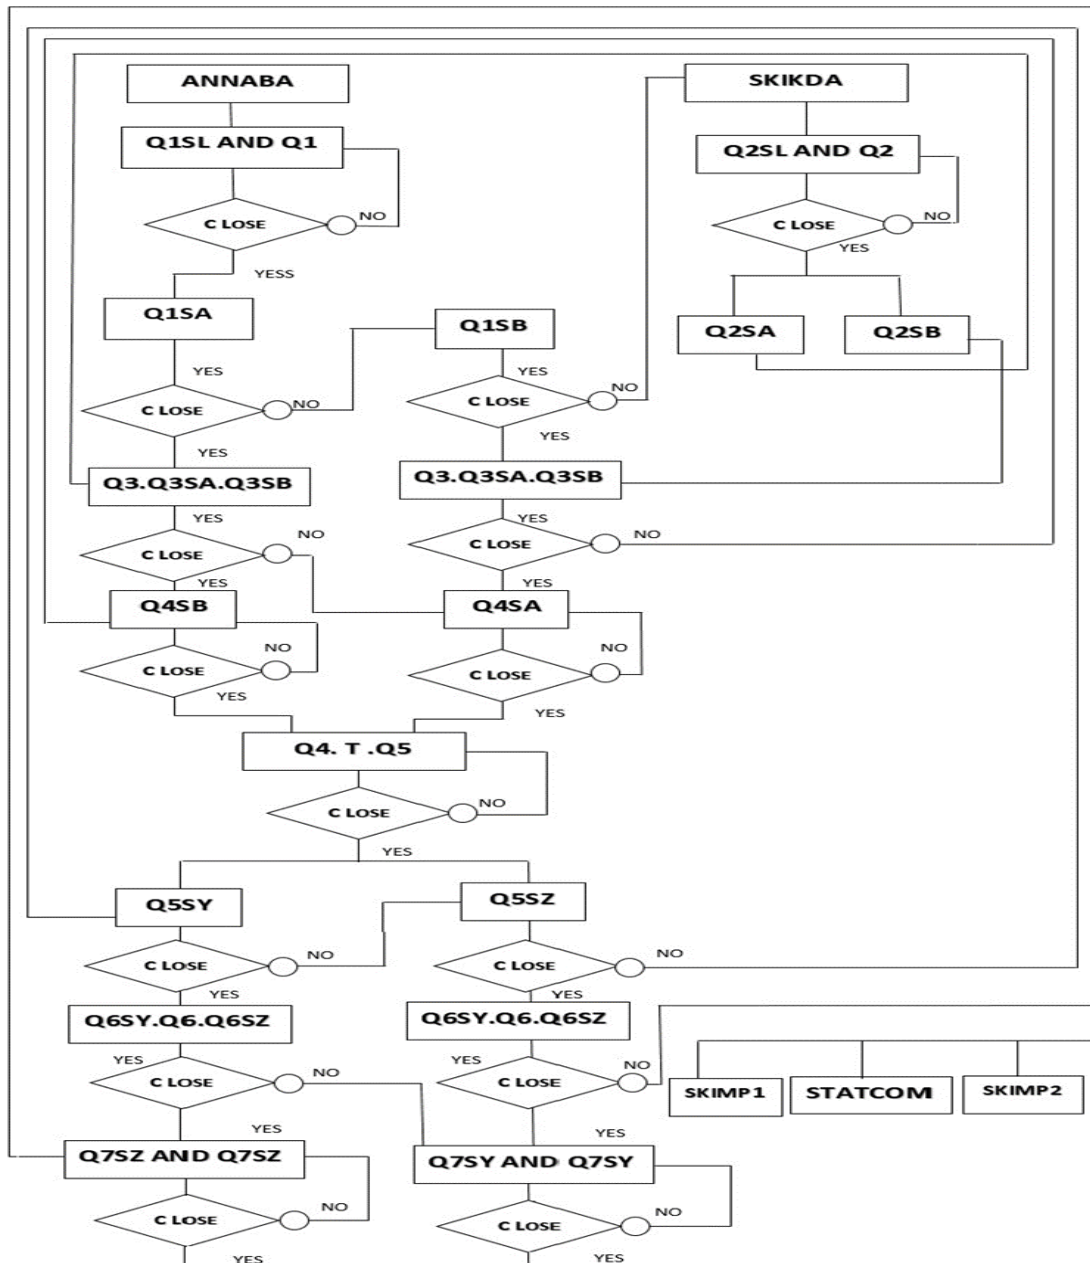 ANNABA
SKIKDA
Q1SL AND Q1
Q2SL AND Q2
C LOSE
NO
C LOSE
NO
YESS
YES
Q1SA
Q1SB
Q2SA
Q2SB
YES
YES
C LOSE
NO
C LOSE
NO
YES
YES
Q3.Q3SA.Q3SB
Q3.Q3SA.Q3SB
YES
YES
C LOSE
NO
C LOSE
NO
YES
YES
Q4SB
Q4SA
C LOSE
NO
C LOSE
NO
YES
YES
Q4. T .Q5
C LOSE
NO
YES
Q5SY
Q5SZ
C LOSE
NO
C LOSE
NO
YES
YES
Q6SY.Q6.Q6SZ
Q6SY.Q6.Q6SZ
YES
YES
C LOSE
NO
C LOSE
NO
SKIMP1
STATCOM
SKIMP2
YES
YES
Q7SZ AND Q7SZ
Q7SY AND Q7SY
C LOSE
NO
C LOSE
NO
YES
YES